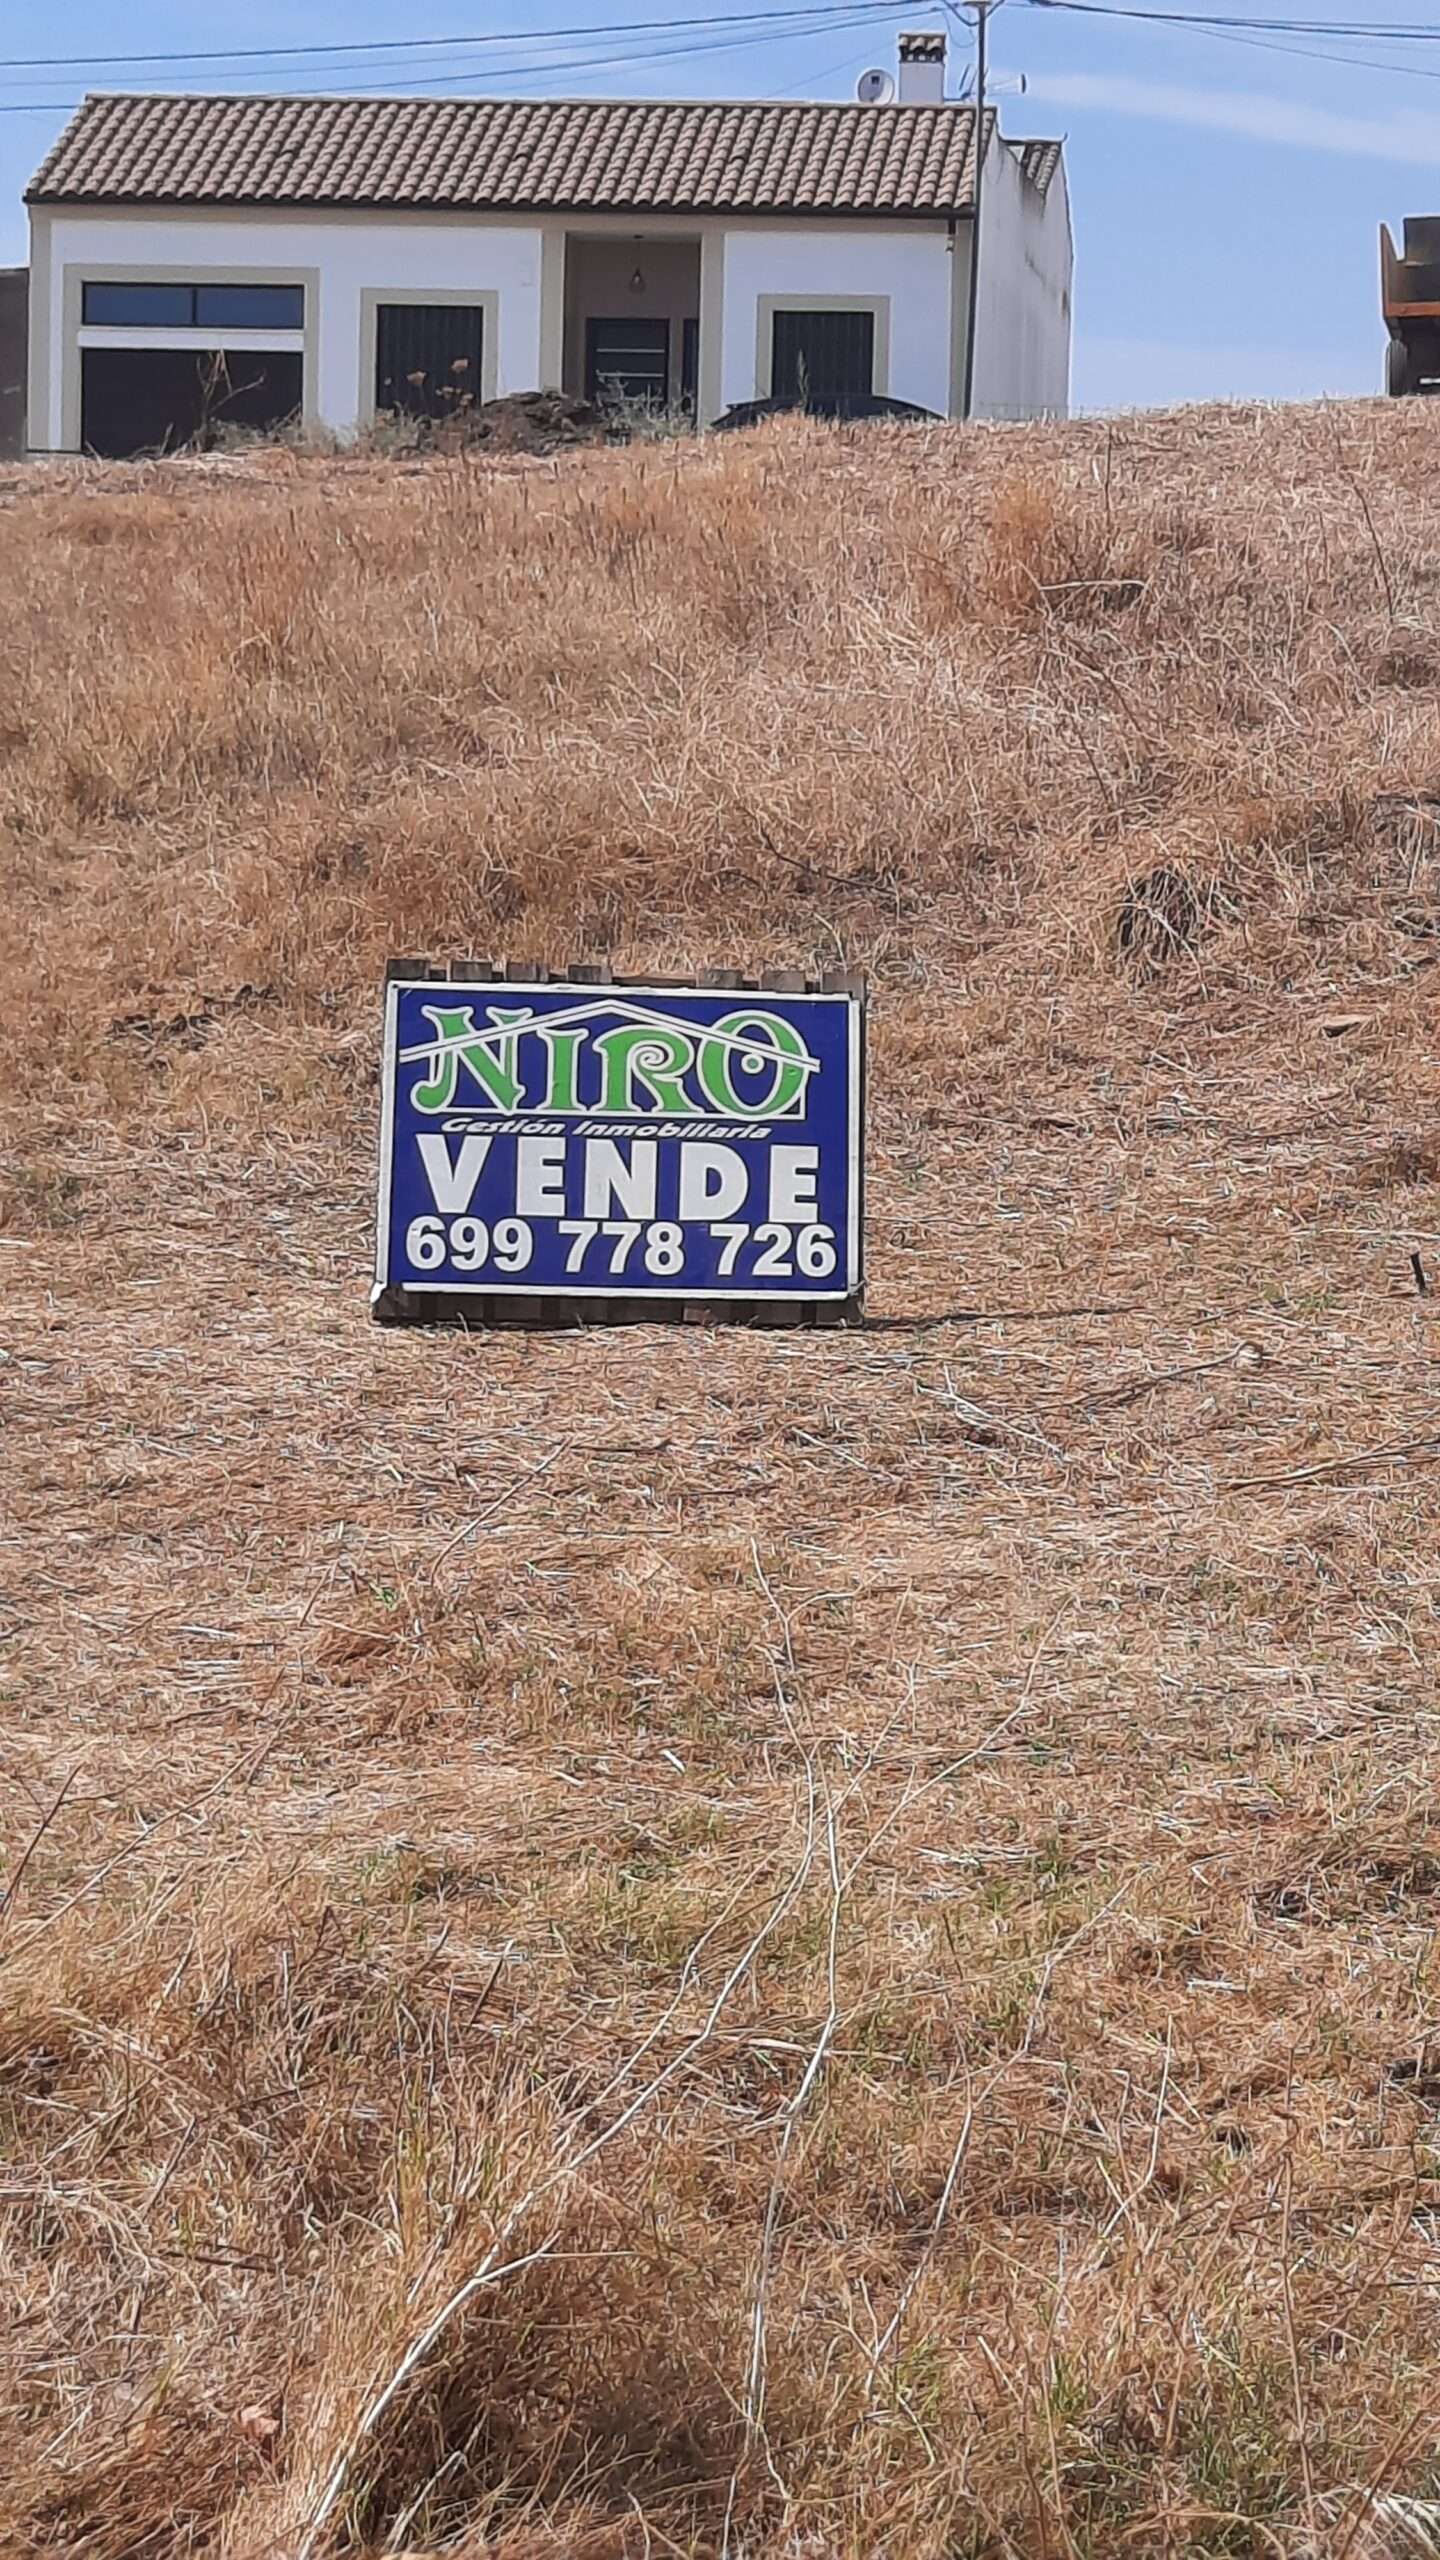 NIRO
Gestión Inmobiliaria
VENDE
699 778 726